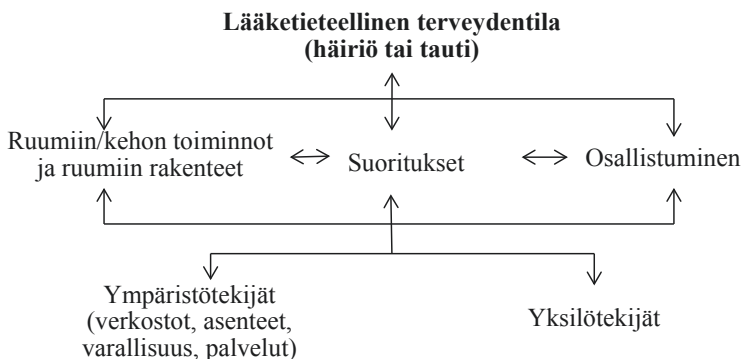 Lääketieteellinen terveydentila
(häiriö tai tauti)
Ruumiin/kehon toiminnot
ja ruumiin rakenteet
Suoritukset
Osallistuminen
Ympäristötekijät
(verkostot, asenteet,
varallisuus, palvelut)
Yksilötekijät